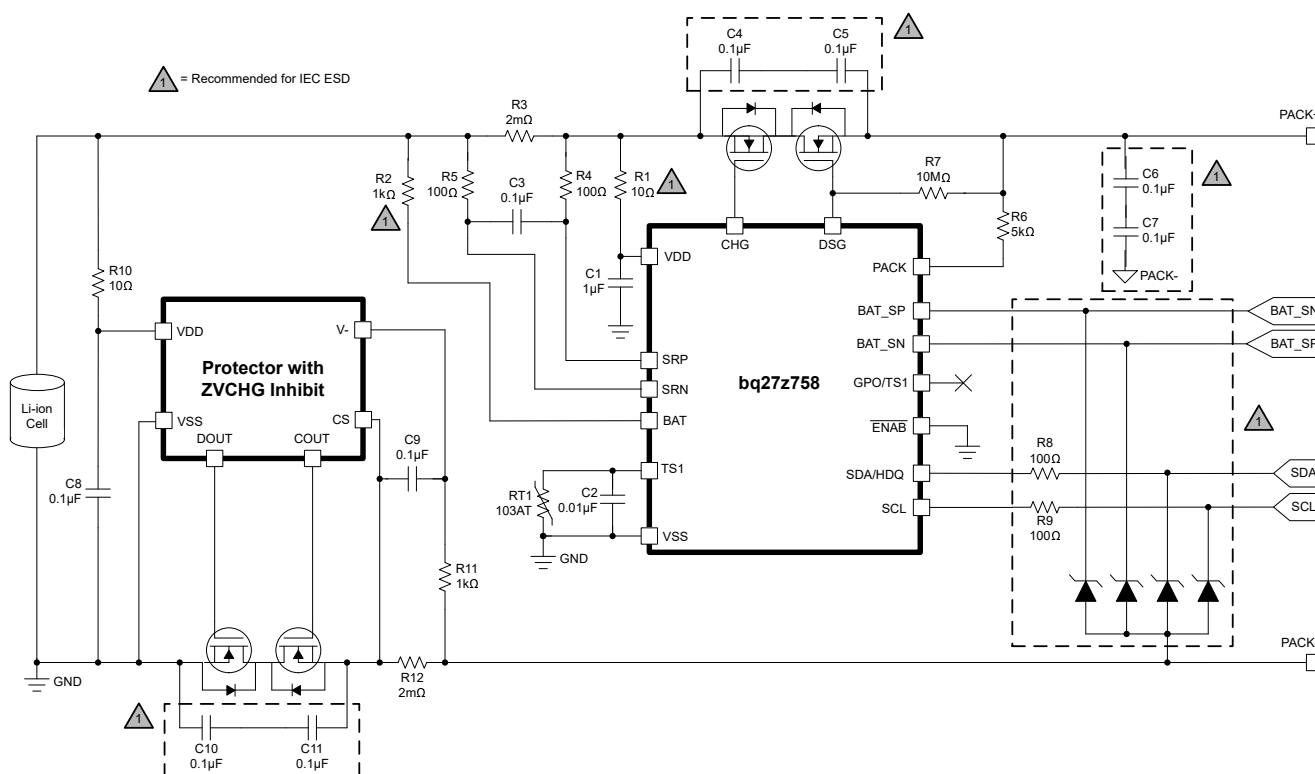 C4
0.1µF
C5
0.1µF
1
1
= Recommended for IEC ESD
R3
2mΩ
PACK+
R2
1kΩ
R5
100Ω
C3
0.1µF
R4
100Ω
R1
10Ω
1
R7
10MΩ
C6
0.1µF
1
1
R6
5kΩ
C7
0.1µF
CHG
DSG
VDD
PACK
PACK-
R10
10Ω
C1
1µF
BAT_SP
BAT_SN
VDD
V-
BAT_SN
BAT_SP
Protector with
ZVCHG Inhibit
SRP
SRN
bq27z758
GPO/TS1
Li-ion
Cell
VSS
CS
BAT
ENAB
1
DOUT
COUT
C9
0.1µF
R8
100Ω
C8
0.1µF
TS1
SDA/HDQ
SDA
RT1
103AT
C2
0.01µF
SCL
SCL
R9
100Ω
VSS
GND
R11
1kΩ
PACK
GND
R12
2mΩ
1
C10
0.1µF
C11
0.1µF